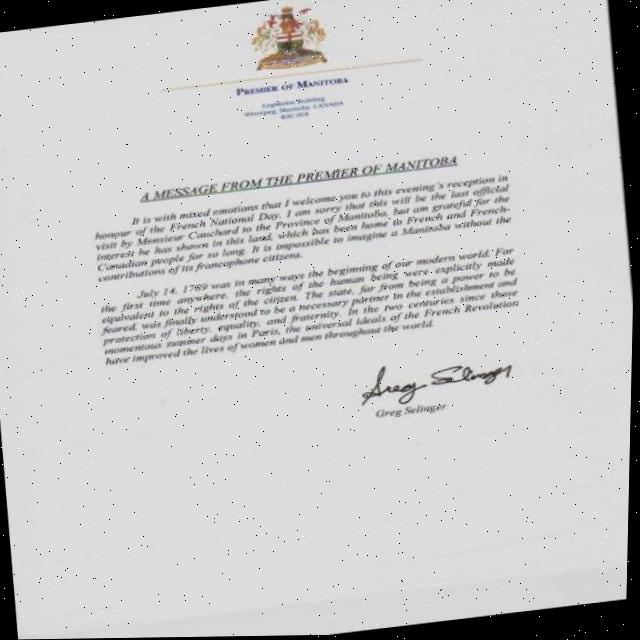 PREMIER OF MANITOBA
Legislative Building
Winnipeg, Manitoba CANADA
R3C 0V8
A MESSAGE FROM THE PREMIER OF MANITOBA
It is with mixed emotions that I welcome you to this evening's reception in
honour of the French National Day. I am sorry that this will be the last official
visit by Monsieur Cauchard to the Province of Manitoba, but am grateful for the
interest he has shown in this land, which has been home to French and French-
Canadian people for so long. It is impossible to imagine a Manitoba without the
contributions of its francophone citizens.
July 14, 1789 was in many ways the beginning of our modern world. For
the first time anywhere, the rights of the human being were explicitly made
equivalent to the rights of the citizen. The state, far from being a power to be
feared, was finally understood to be a necessary partner in the establishment and
protection of liberty, equality, and fraternity. In the two centuries since those
momentous summer days in Paris, the universal ideals of the French Revolution
have improved the lives of women and men throughout the world.
Greg Selinger
Greg Selinger